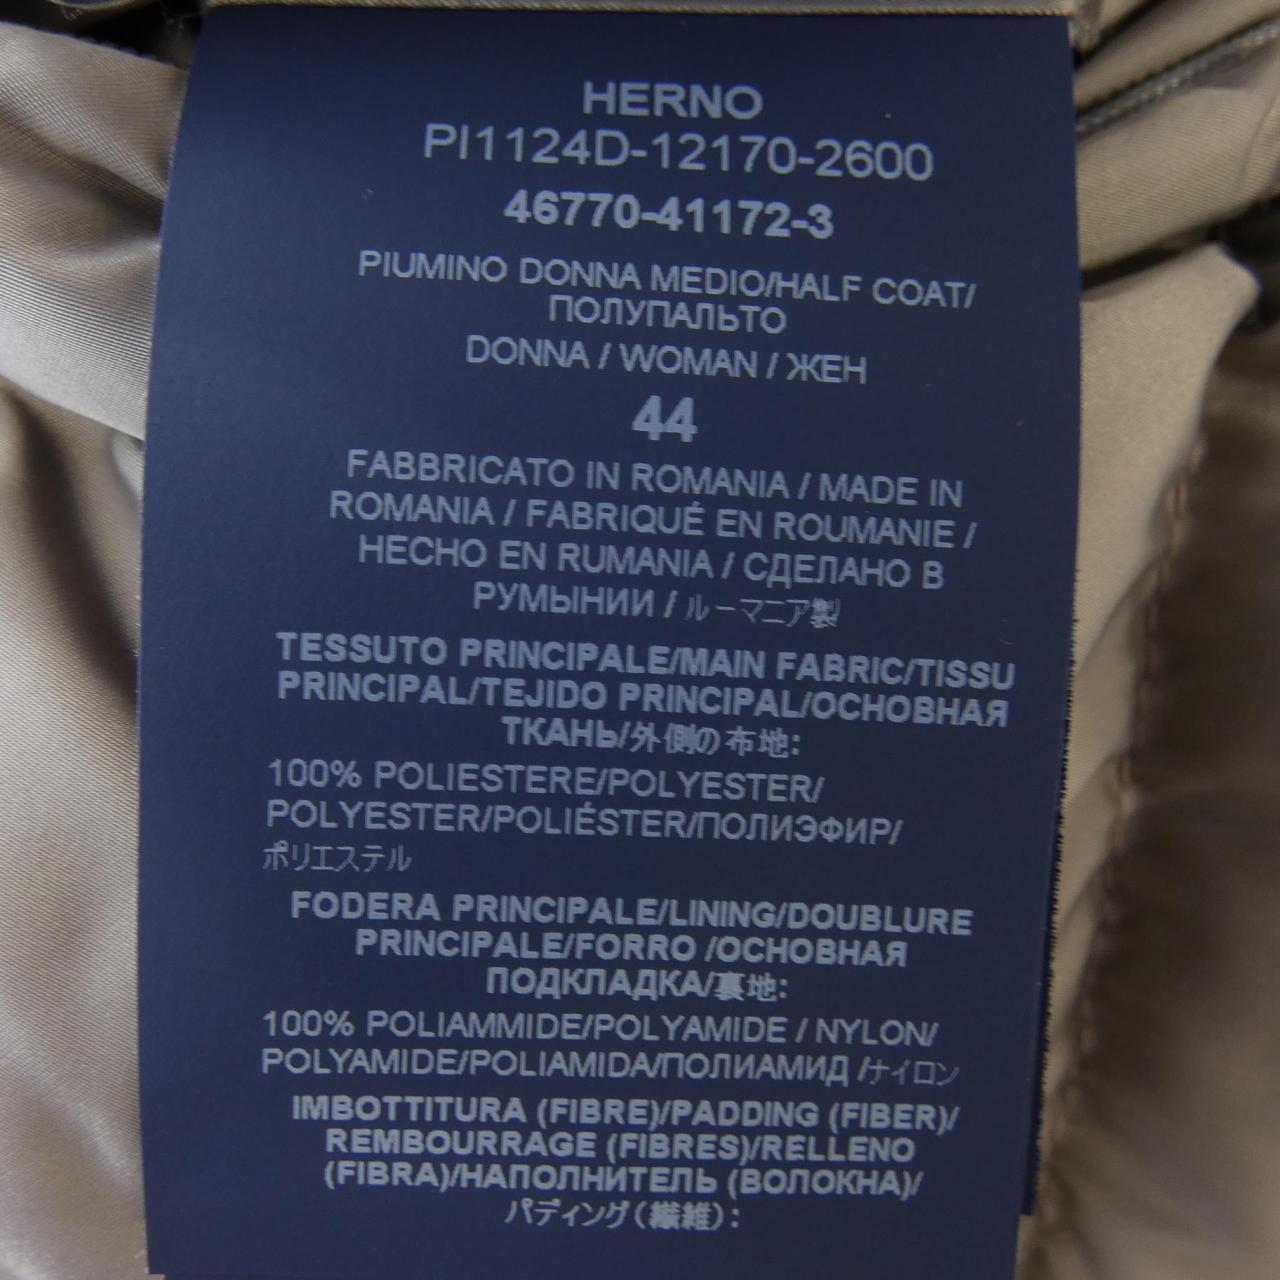 HERNO
PI1124D-12170-2600
46770-41172-3
PIUMINO DONNA MEDIO/HALF COAT/
ПОЛУПАЛЬТО
DONNA / WOMAN / ЖЕН
44
FABBRICATO IN ROMANIA / MADE IN
ROMANIA / FABRIQUÉ EN ROUMANIE /
HECHO EN RUMANIA / СДЕЛАНО В
РУМЫНИИ / ルーマニア製
TESSUTO PRINCIPALE/MAIN FABRIC/TISSU
PRINCIPAL/TEJIDO PRINCIPAL/ОСНОВНАЯ
ТКАНЬ/外側の布地:
100% POLIESTERE/POLYESTER/
POLYESTER/POLIÉSTER/ПОЛИЭФИР/
ポリエステル
FODERA PRINCIPALE/LINING/DOUBLURE
PRINCIPALE/FORRO /ОСНОВНАЯ
ПОДКЛАДКА/裏地:
100% POLIAMMIDE/POLYAMIDE / NYLON/
POLYAMIDE/POLIAMIDA/ПОЛИАМИД /ナイロン
IMBOTTITURA (FIBRE)/PADDING (FIBER)/
REMBOURRAGE (FIBRES)/RELLENO
(FIBRA)/НАПОЛНИТЕЛЬ (ВОЛОКНА)/
パディング(繊維):